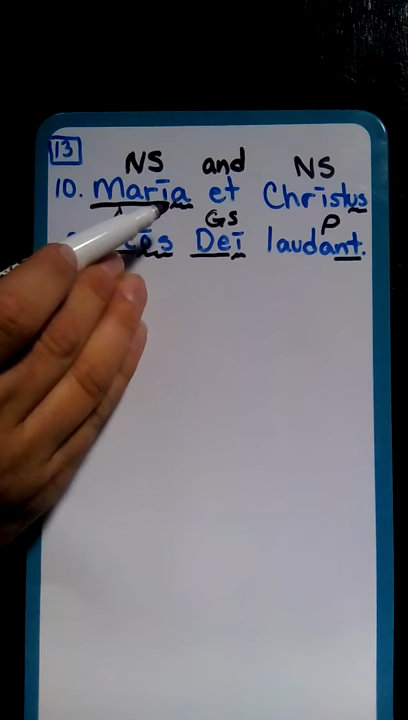 13
NS and NS
10. Marīa et Christus
GS P
Deī laudant.